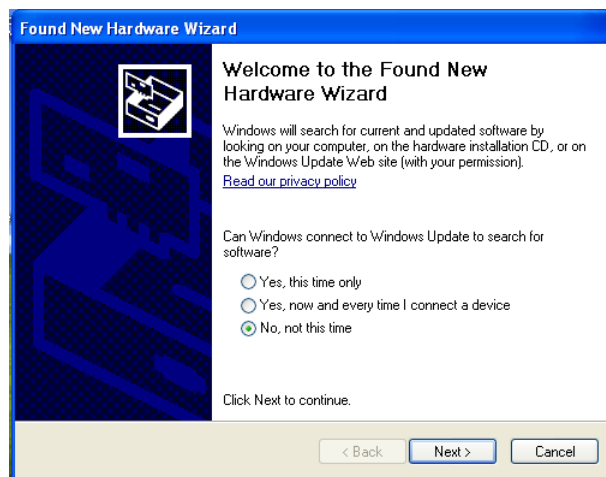 Found New Hardware Wizard
Welcome to the Found New
Hardware Wizard
Windows will search for current and updated software by
looking on your computer, on the hardware installation CD, or on
the Windows Update Web site (with your permission).
Read our privacy policy
Can Windows connect to Windows Update to search for
software?
Yes, this time only
Yes, now and every time I connect a device
No, not this time
Click Next to continue.
< Back Next > Cancel